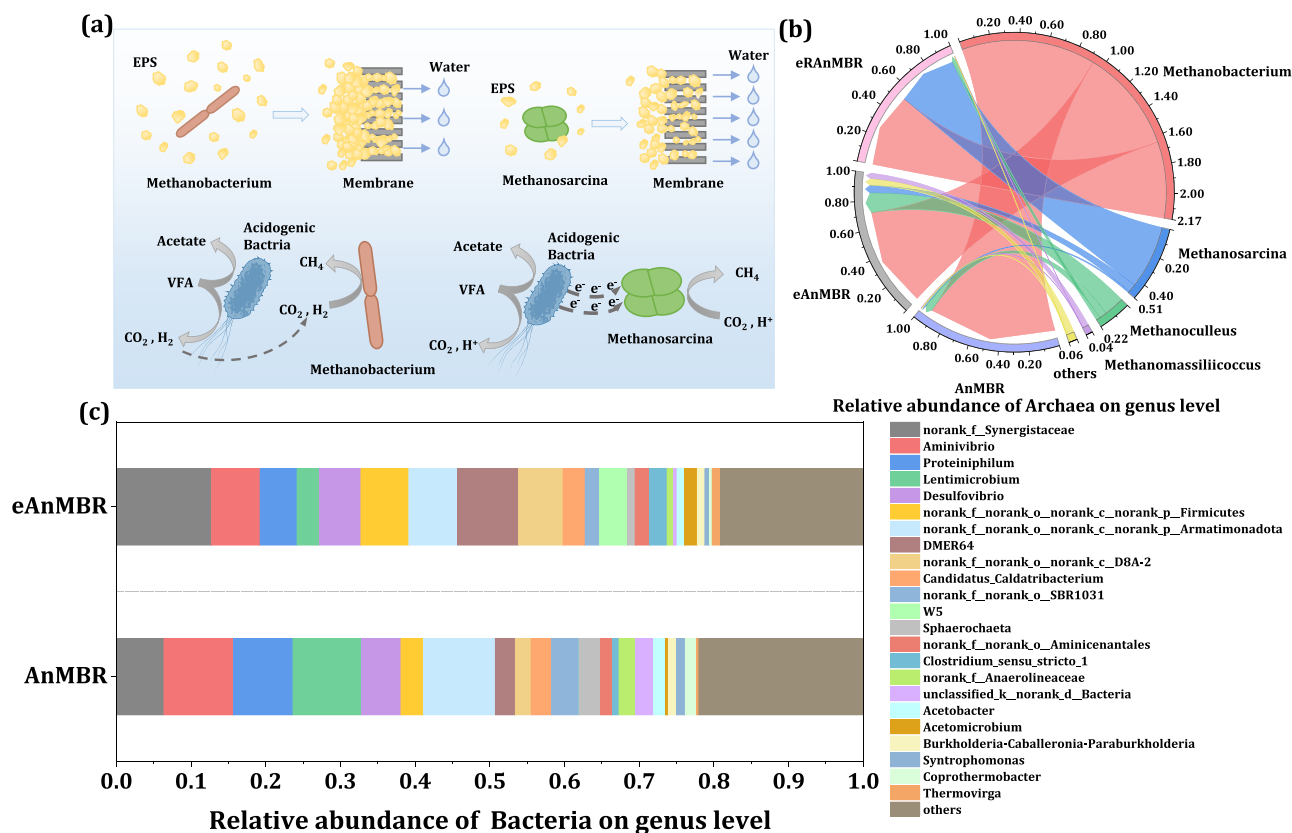 (a)
EPS
Water
Methanobacterium
Membrane
EPS
Water
Methanosarcina
Membrane
Acetate
Acidogenic
Bactria
VFA
CH4
CO2 , H2
CO2 , H2
Methanobacterium
Acetate
Acidogenic
Bactria
VFA
e- e- e-
e- e-
CH4
CO2 , H+
CO2 , H+
Methanosarcina
(b)
eRAnMBR
0.20
0.40
0.60
0.80
1.00
Methanobacterium
0.20
0.40
0.60
0.80
1.00
1.20
1.40
1.60
1.80
2.00
2.17
Methanosarcina
0.20
0.40
0.51
Methanoculleus
0.22
Methanomassiliicoccus
0.04
others
0.06
AnMBR
0.20
0.40
0.60
0.80
1.00
eAnMBR
0.20
0.40
0.60
0.80
1.00
Relative abundance of Archaea on genus level
(c)
eAnMBR
AnMBR
0.0 0.1 0.2 0.3 0.4 0.5 0.6 0.7 0.8 0.9 1.0
Relative abundance of Bacteria on genus level
norank_f__Synergistaceae
Aminivibrio
Proteiniphilum
Lentimicrobium
Desulfovibrio
norank_f__norank_o__norank_c__norank_p__Firmicutes
norank_f__norank_o__norank_c__norank_p__Armatimonadota
DMER64
norank_f__norank_o__norank_c__D8A-2
Candidatus_Caldatribacterium
norank_f__norank_o__SBR1031
W5
Sphaerochaeta
norank_f__norank_o__Aminicenantales
Clostridium_sensu_stricto_1
norank_f__Anaerolineaceae
unclassified_k__norank_d__Bacteria
Acetobacter
Acetomicrobium
Burkholderia-Caballeronia-Paraburkholderia
Syntrophomonas
Coprothermobacter
Thermovirga
others